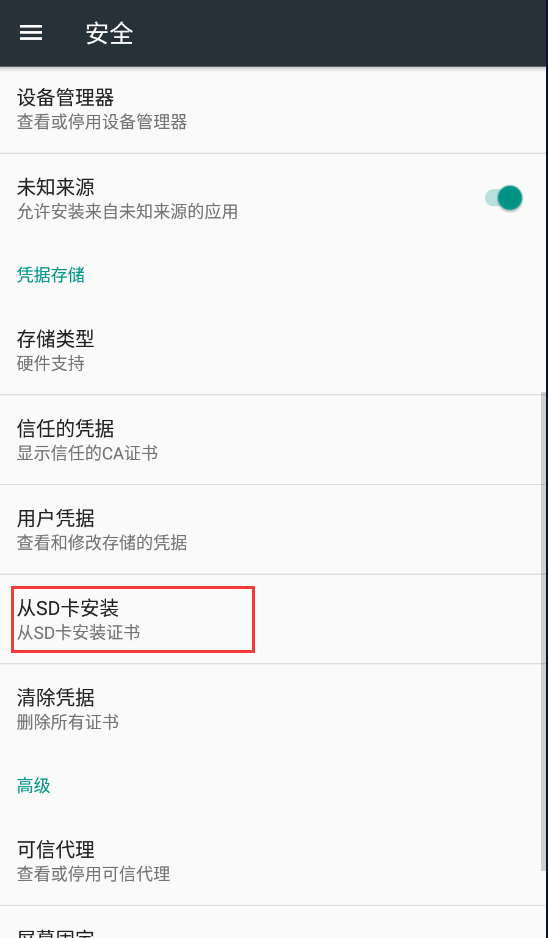 安全
设备管理器
查看或停用设备管理器
未知来源
允许安装来自未知来源的应用
凭据存储
存储类型
硬件支持
信任的凭据
显示信任的CA证书
用户凭据
查看和修改存储的凭据
从SD卡安装
从SD卡安装证书
清除凭据
删除所有证书
高级
可信代理
查看或停用可信代理
屏幕固定